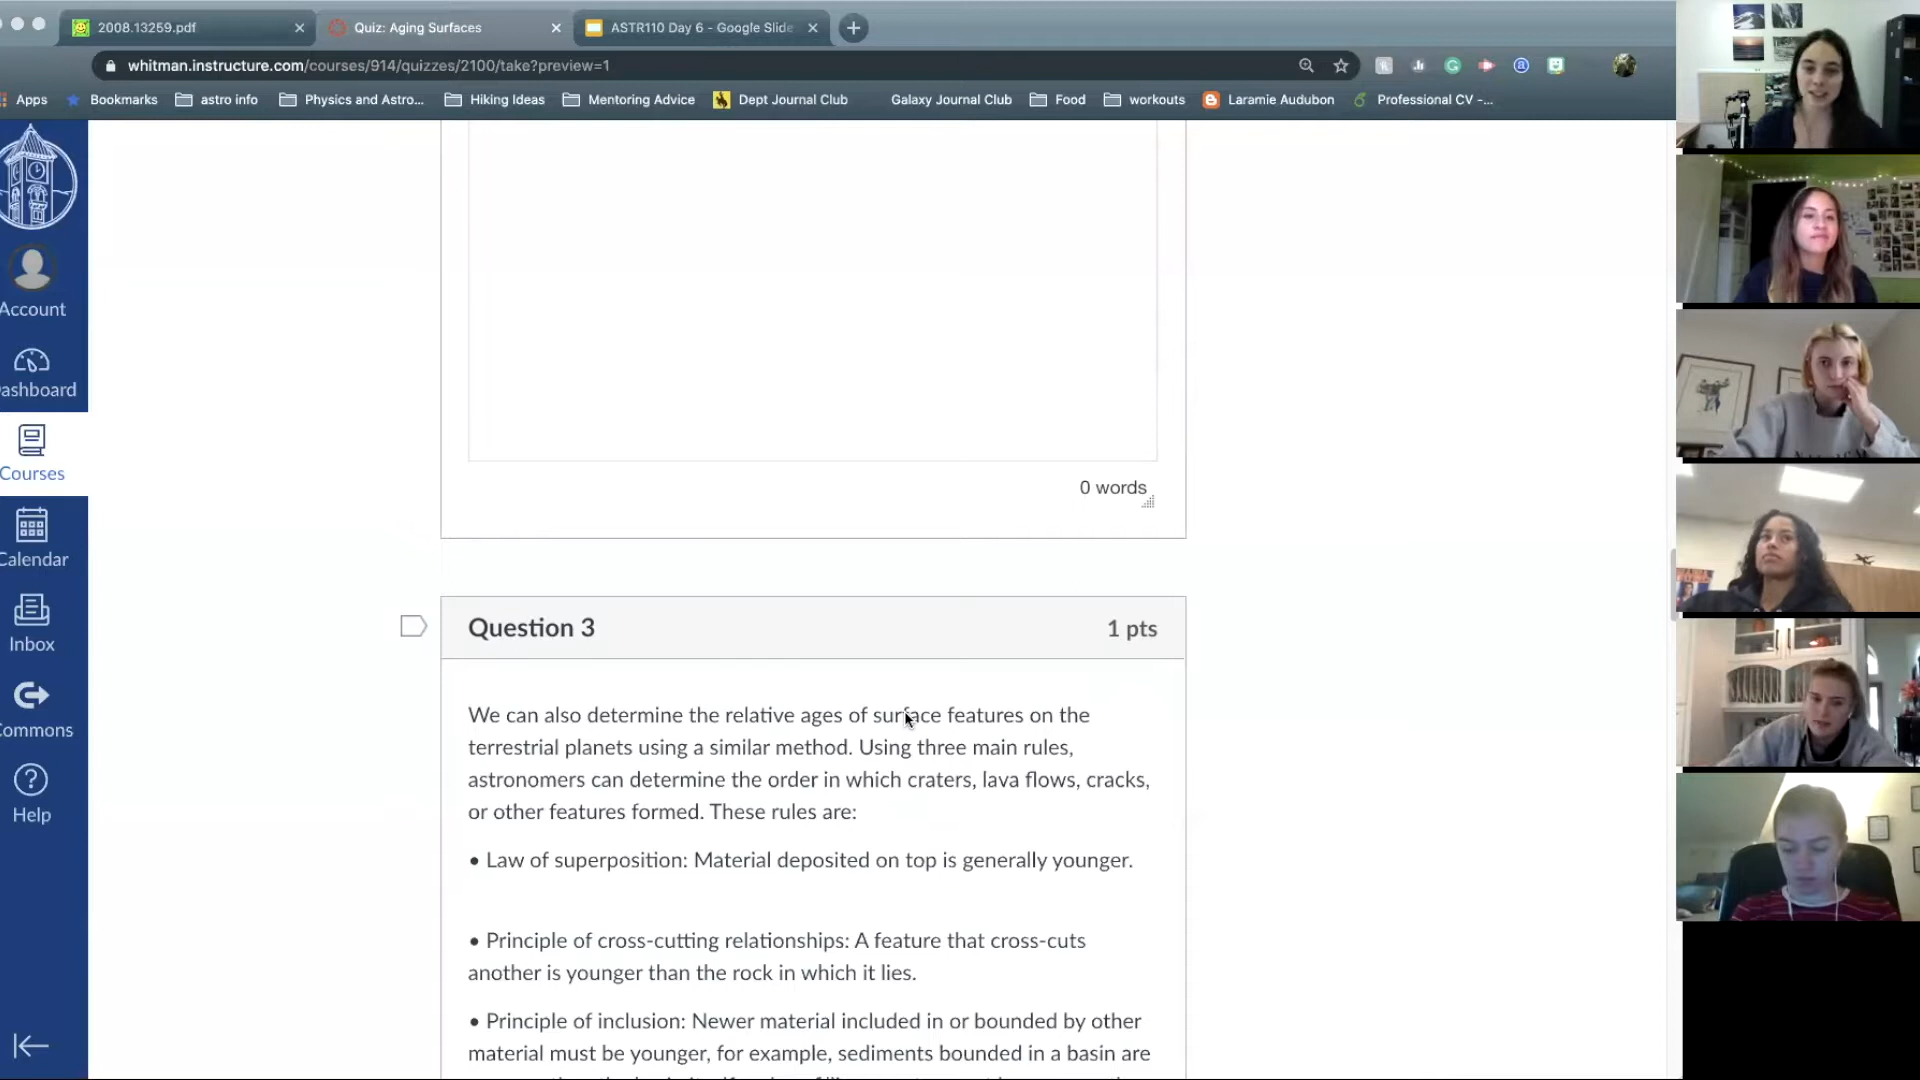 2008.13259.pdf
Quiz: Aging Surfaces
ASTR110 Day 6 - Google Slide
whitman.instructure.com/courses/914/quizzes/2100/take?preview=1
Apps
Bookmarks
astro info
Physics and Astro...
Hiking Ideas
Mentoring Advice
Dept Journal Club
Galaxy Journal Club
Food
workouts
Laramie Audubon
Professional CV -...
Account
ashboard
Courses
Calendar
Inbox
ommons
Help
0 words
Question 3
1 pts
We can also determine the relative ages of surface features on the
terrestrial planets using a similar method. Using three main rules,
astronomers can determine the order in which craters, lava flows, cracks,
or other features formed. These rules are:
• Law of superposition: Material deposited on top is generally younger.
• Principle of cross-cutting relationships: A feature that cross-cuts
another is younger than the rock in which it lies.
• Principle of inclusion: Newer material included in or bounded by other
material must be younger, for example, sediments bounded in a basin are